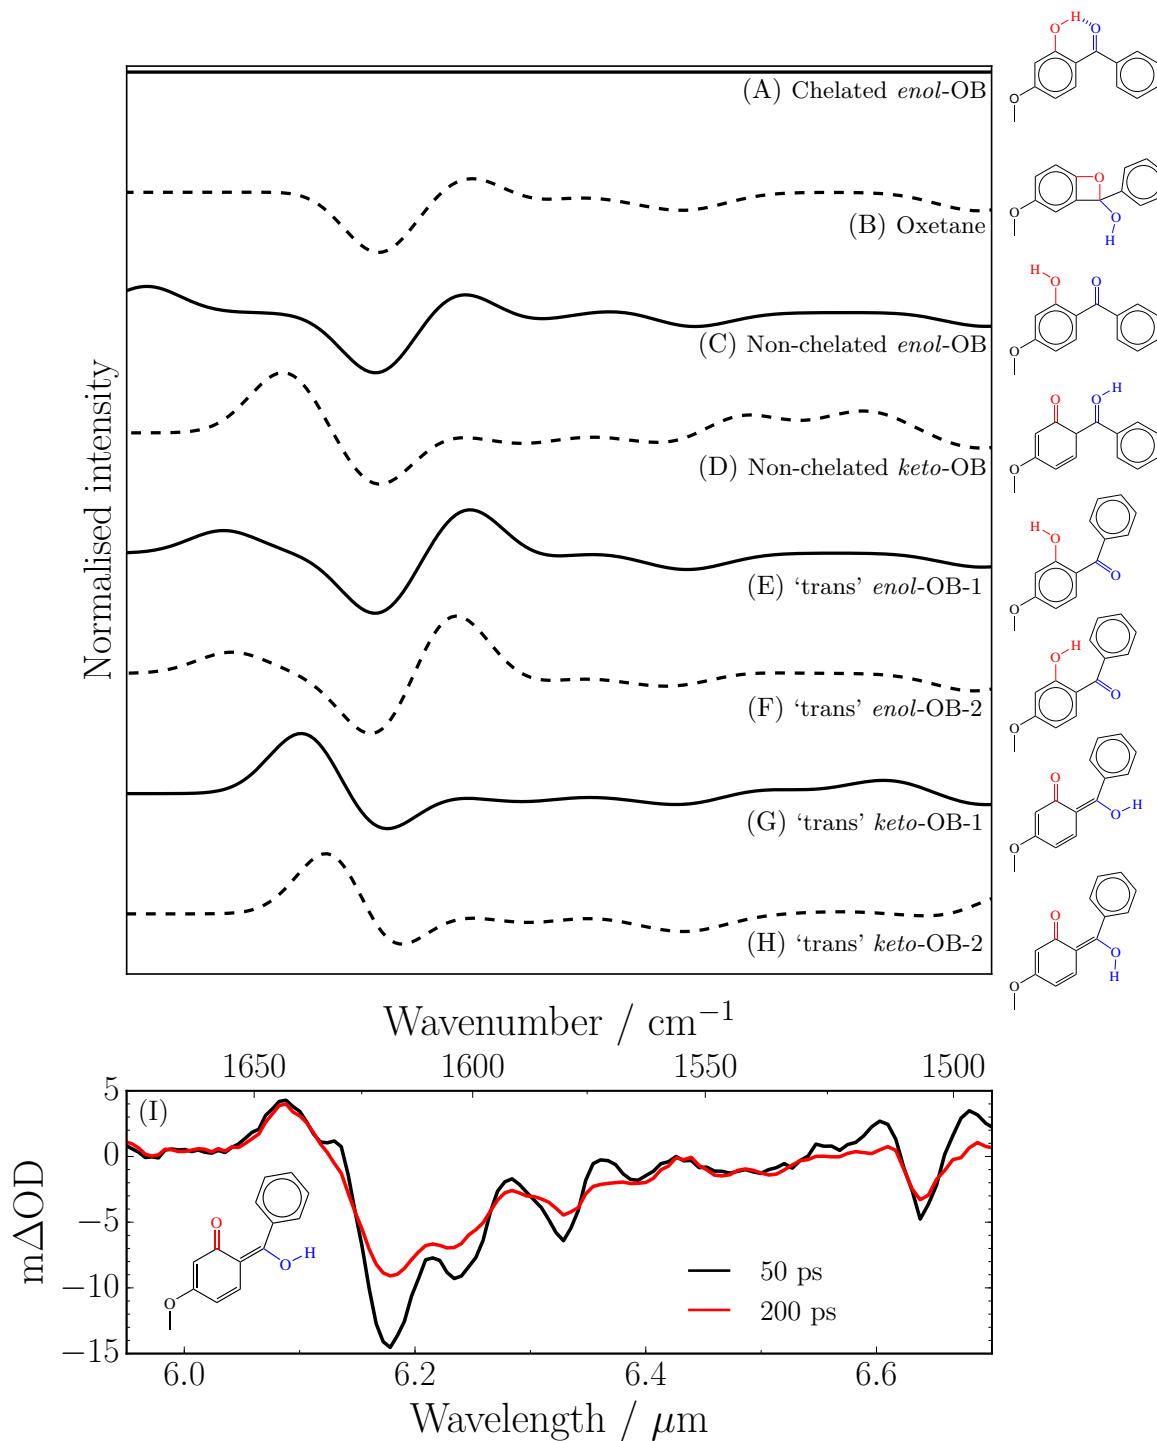 H
O
O
O
(A) Chelated enol-OB
O
O
O
H
(B) Oxetane
H
O
O
O
(C) Non-chelated enol-OB
H
O
O
O
(D) Non-chelated keto-OB
H
O
O
O
(E) ‘trans’ enol-OB-1
H
O
O
O
(F) ‘trans’ enol-OB-2
O
O
H
O
(G) ‘trans’ keto-OB-1
O
O
H
O
(H) ‘trans’ keto-OB-2
Normalised intensity
Wavenumber / cm⁻¹
1650 1600 1550 1500
(I)
5
0
−5
−10
−15
mΔOD
O
O
H
O
50 ps
200 ps
6.0 6.2 6.4 6.6
Wavelength / μm